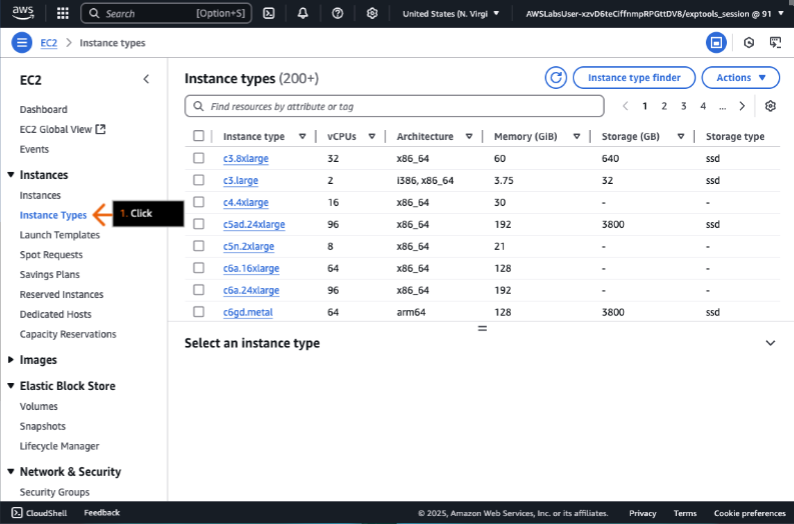 aws
Search [Option+S]
United States (N. Virgi
AWSLabsUser-xzvD6teCiffnmpRPGttDV8/exptools_session @ 91
EC2 > Instance types
EC2
Dashboard
EC2 Global View
Events
Instances
Instances
Instance Types
1. Click
Launch Templates
Spot Requests
Savings Plans
Reserved Instances
Dedicated Hosts
Capacity Reservations
Images
Elastic Block Store
Volumes
Snapshots
Lifecycle Manager
Network & Security
Security Groups
Instance types (200+)
Instance type finder
Actions
Find resources by attribute or tag
1 2 3 4 ...
Instance type vCPUs Architecture Memory (GiB) Storage (GB) Storage type
c3.8xlarge 32 x86_64 60 640 ssd
c3.large 2 i386, x86_64 3.75 32 ssd
c4.4xlarge 16 x86_64 30 - -
c5ad.24xlarge 96 x86_64 192 3800 ssd
c5n.2xlarge 8 x86_64 21 - -
c6a.16xlarge 64 x86_64 128 - -
c6a.24xlarge 96 x86_64 192 - -
c6gd.metal 64 arm64 128 3800 ssd
Select an instance type
CloudShell Feedback © 2025, Amazon Web Services, Inc. or its affiliates. Privacy Terms Cookie preferences